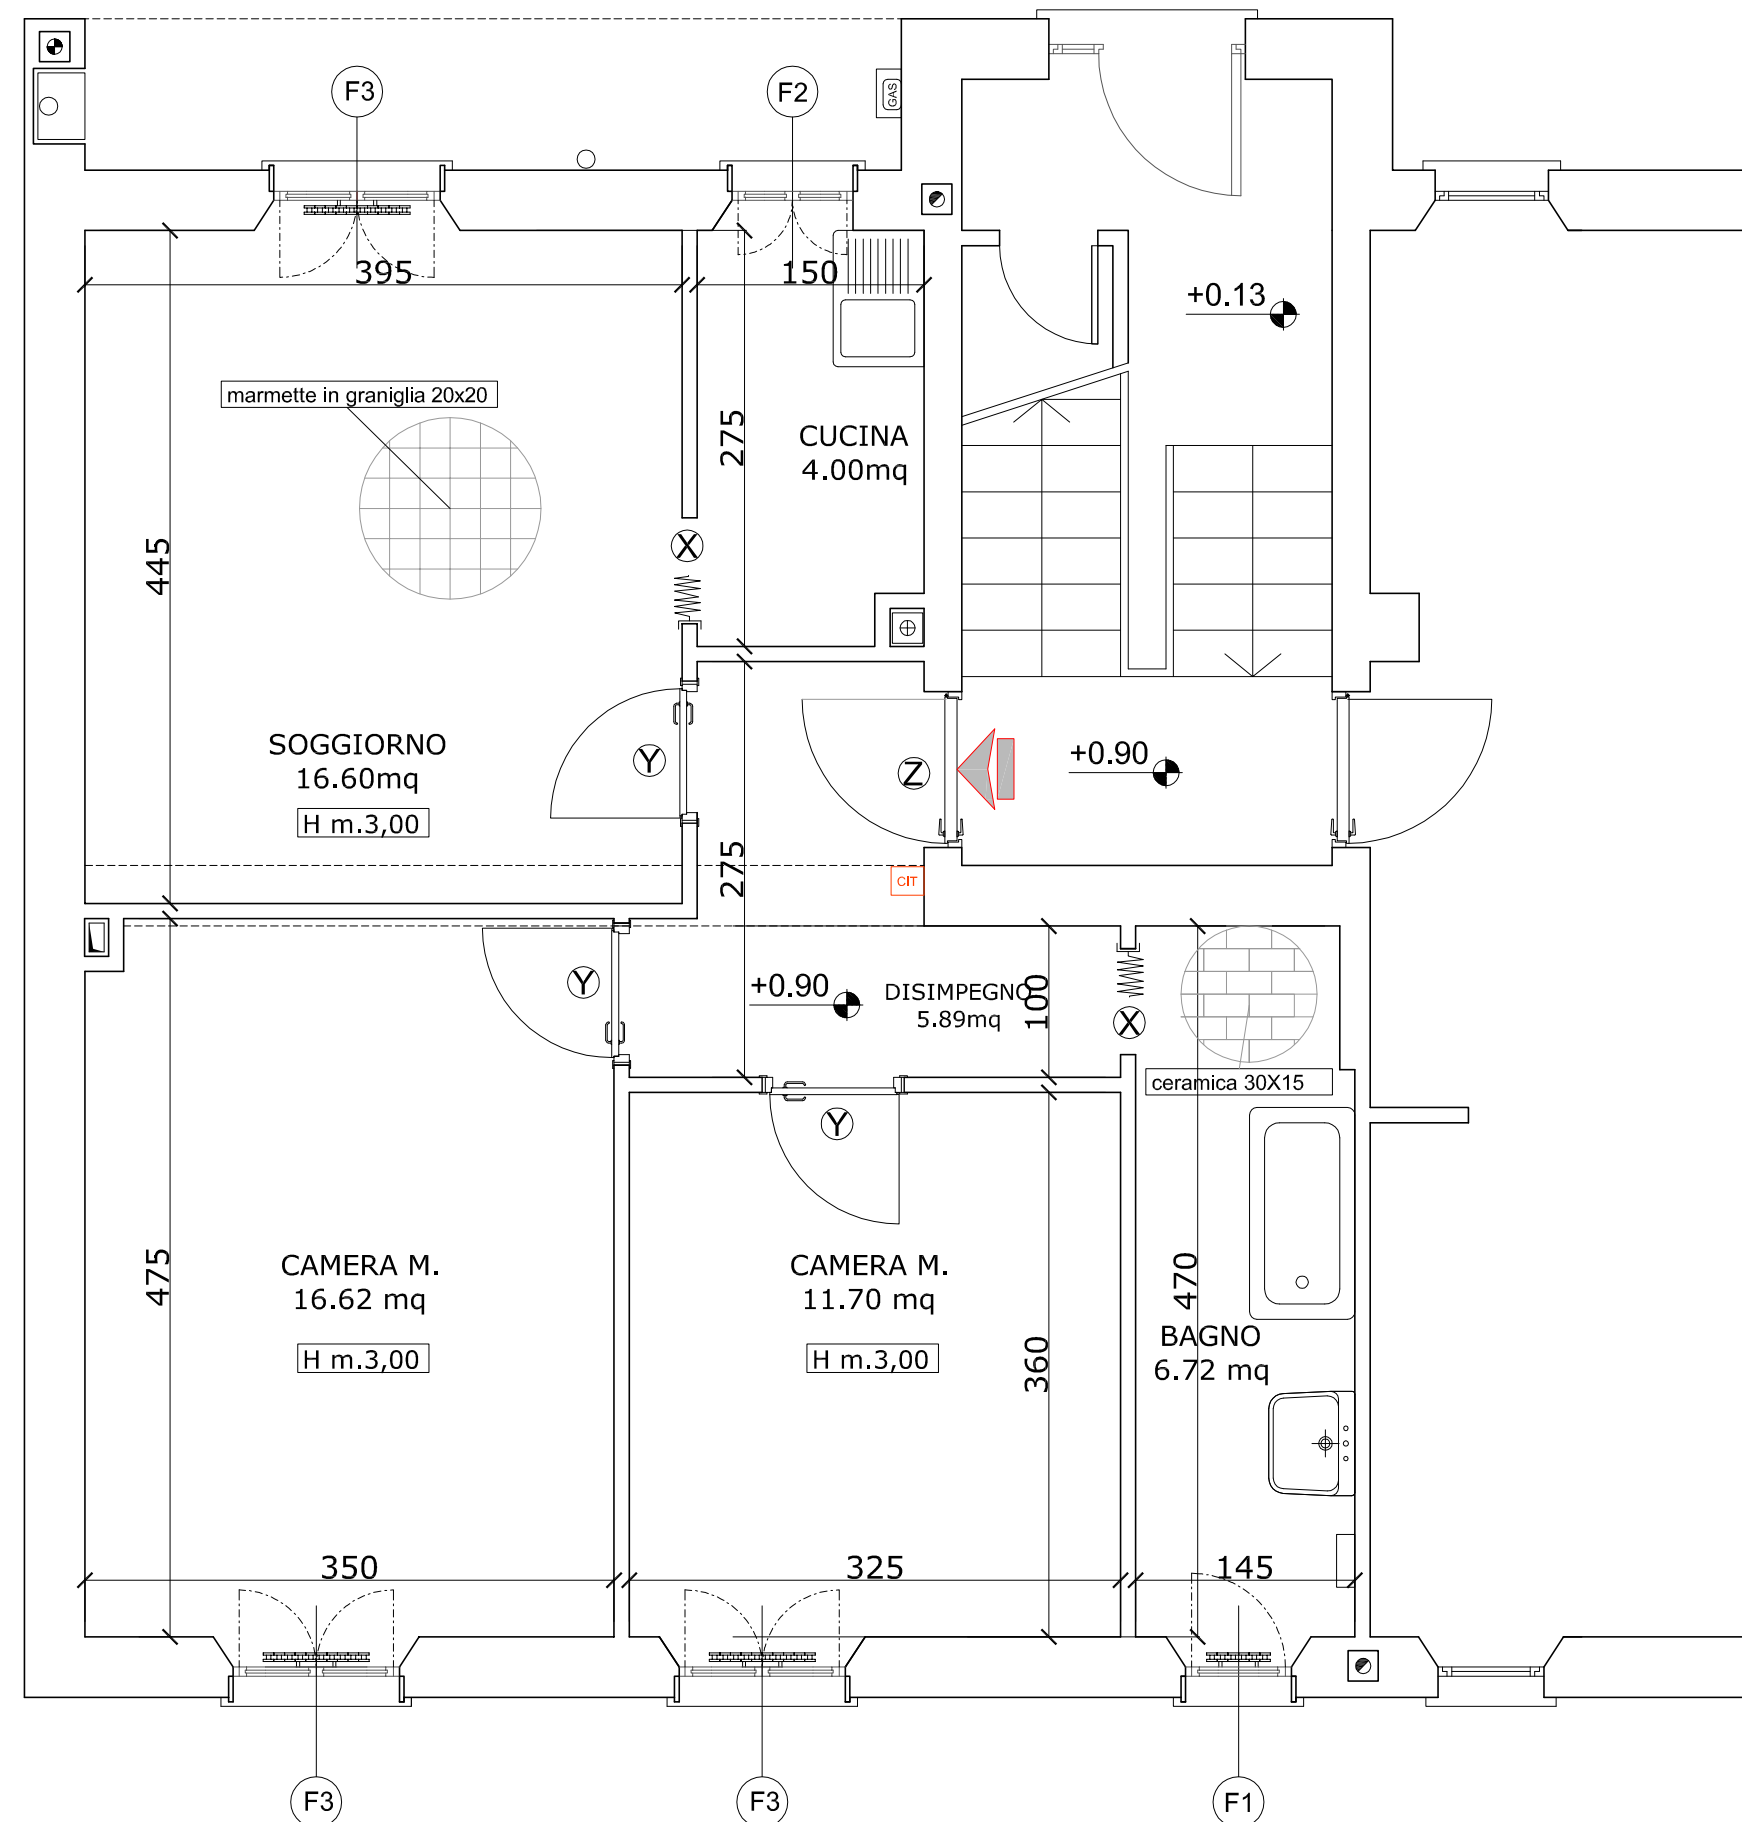 F3
F2
GAS
395
150
+0.13
marmette in graniglia 20x20
275
CUCINA
4.00mq
445
X
SOGGIORNO
16.60mq
H m.3,00
Y
Z
+0.90
275
CIT
Y
+0.90
DISIMPEGNO
5.89mq
100
X
ceramica 30X15
Y
475
CAMERA M.
16.62 mq
H m.3,00
CAMERA M.
11.70 mq
H m.3,00
360
470
BAGNO
6.72 mq
350
325
145
F3
F3
F1